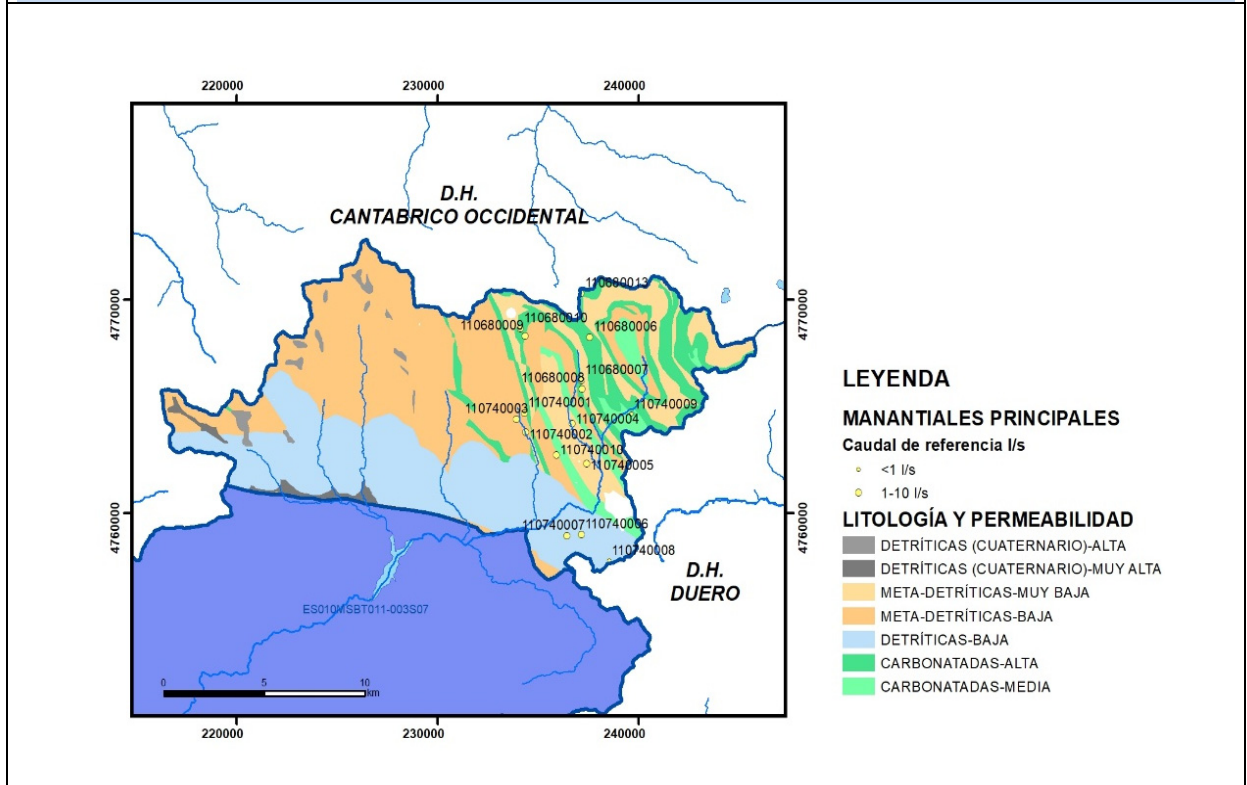 220000
230000
240000
D.H.
CANTABRICO OCCIDENTAL
4770000
4770000
110680013
110680009
110680010
110680006
110680007
110680008
110740001
110740009
110740003
110740004
110740002
110740010
110740005
4760000
4760000
110740007
110740006
110740008
D.H.
DUERO
ES010MSBT011-003S07
0
5
10
km
220000
230000
240000
LEYENDA
MANANTIALES PRINCIPALES
Caudal de referencia l/s
<1 l/s
1-10 l/s
LITOLOGÍA Y PERMEABILIDAD
DETRÍTICAS (CUATERNARIO)-ALTA
DETRÍTICAS (CUATERNARIO)-MUY ALTA
META-DETRÍTICAS-MUY BAJA
META-DETRÍTICAS-BAJA
DETRÍTICAS-BAJA
CARBONATADAS-ALTA
CARBONATADAS-MEDIA